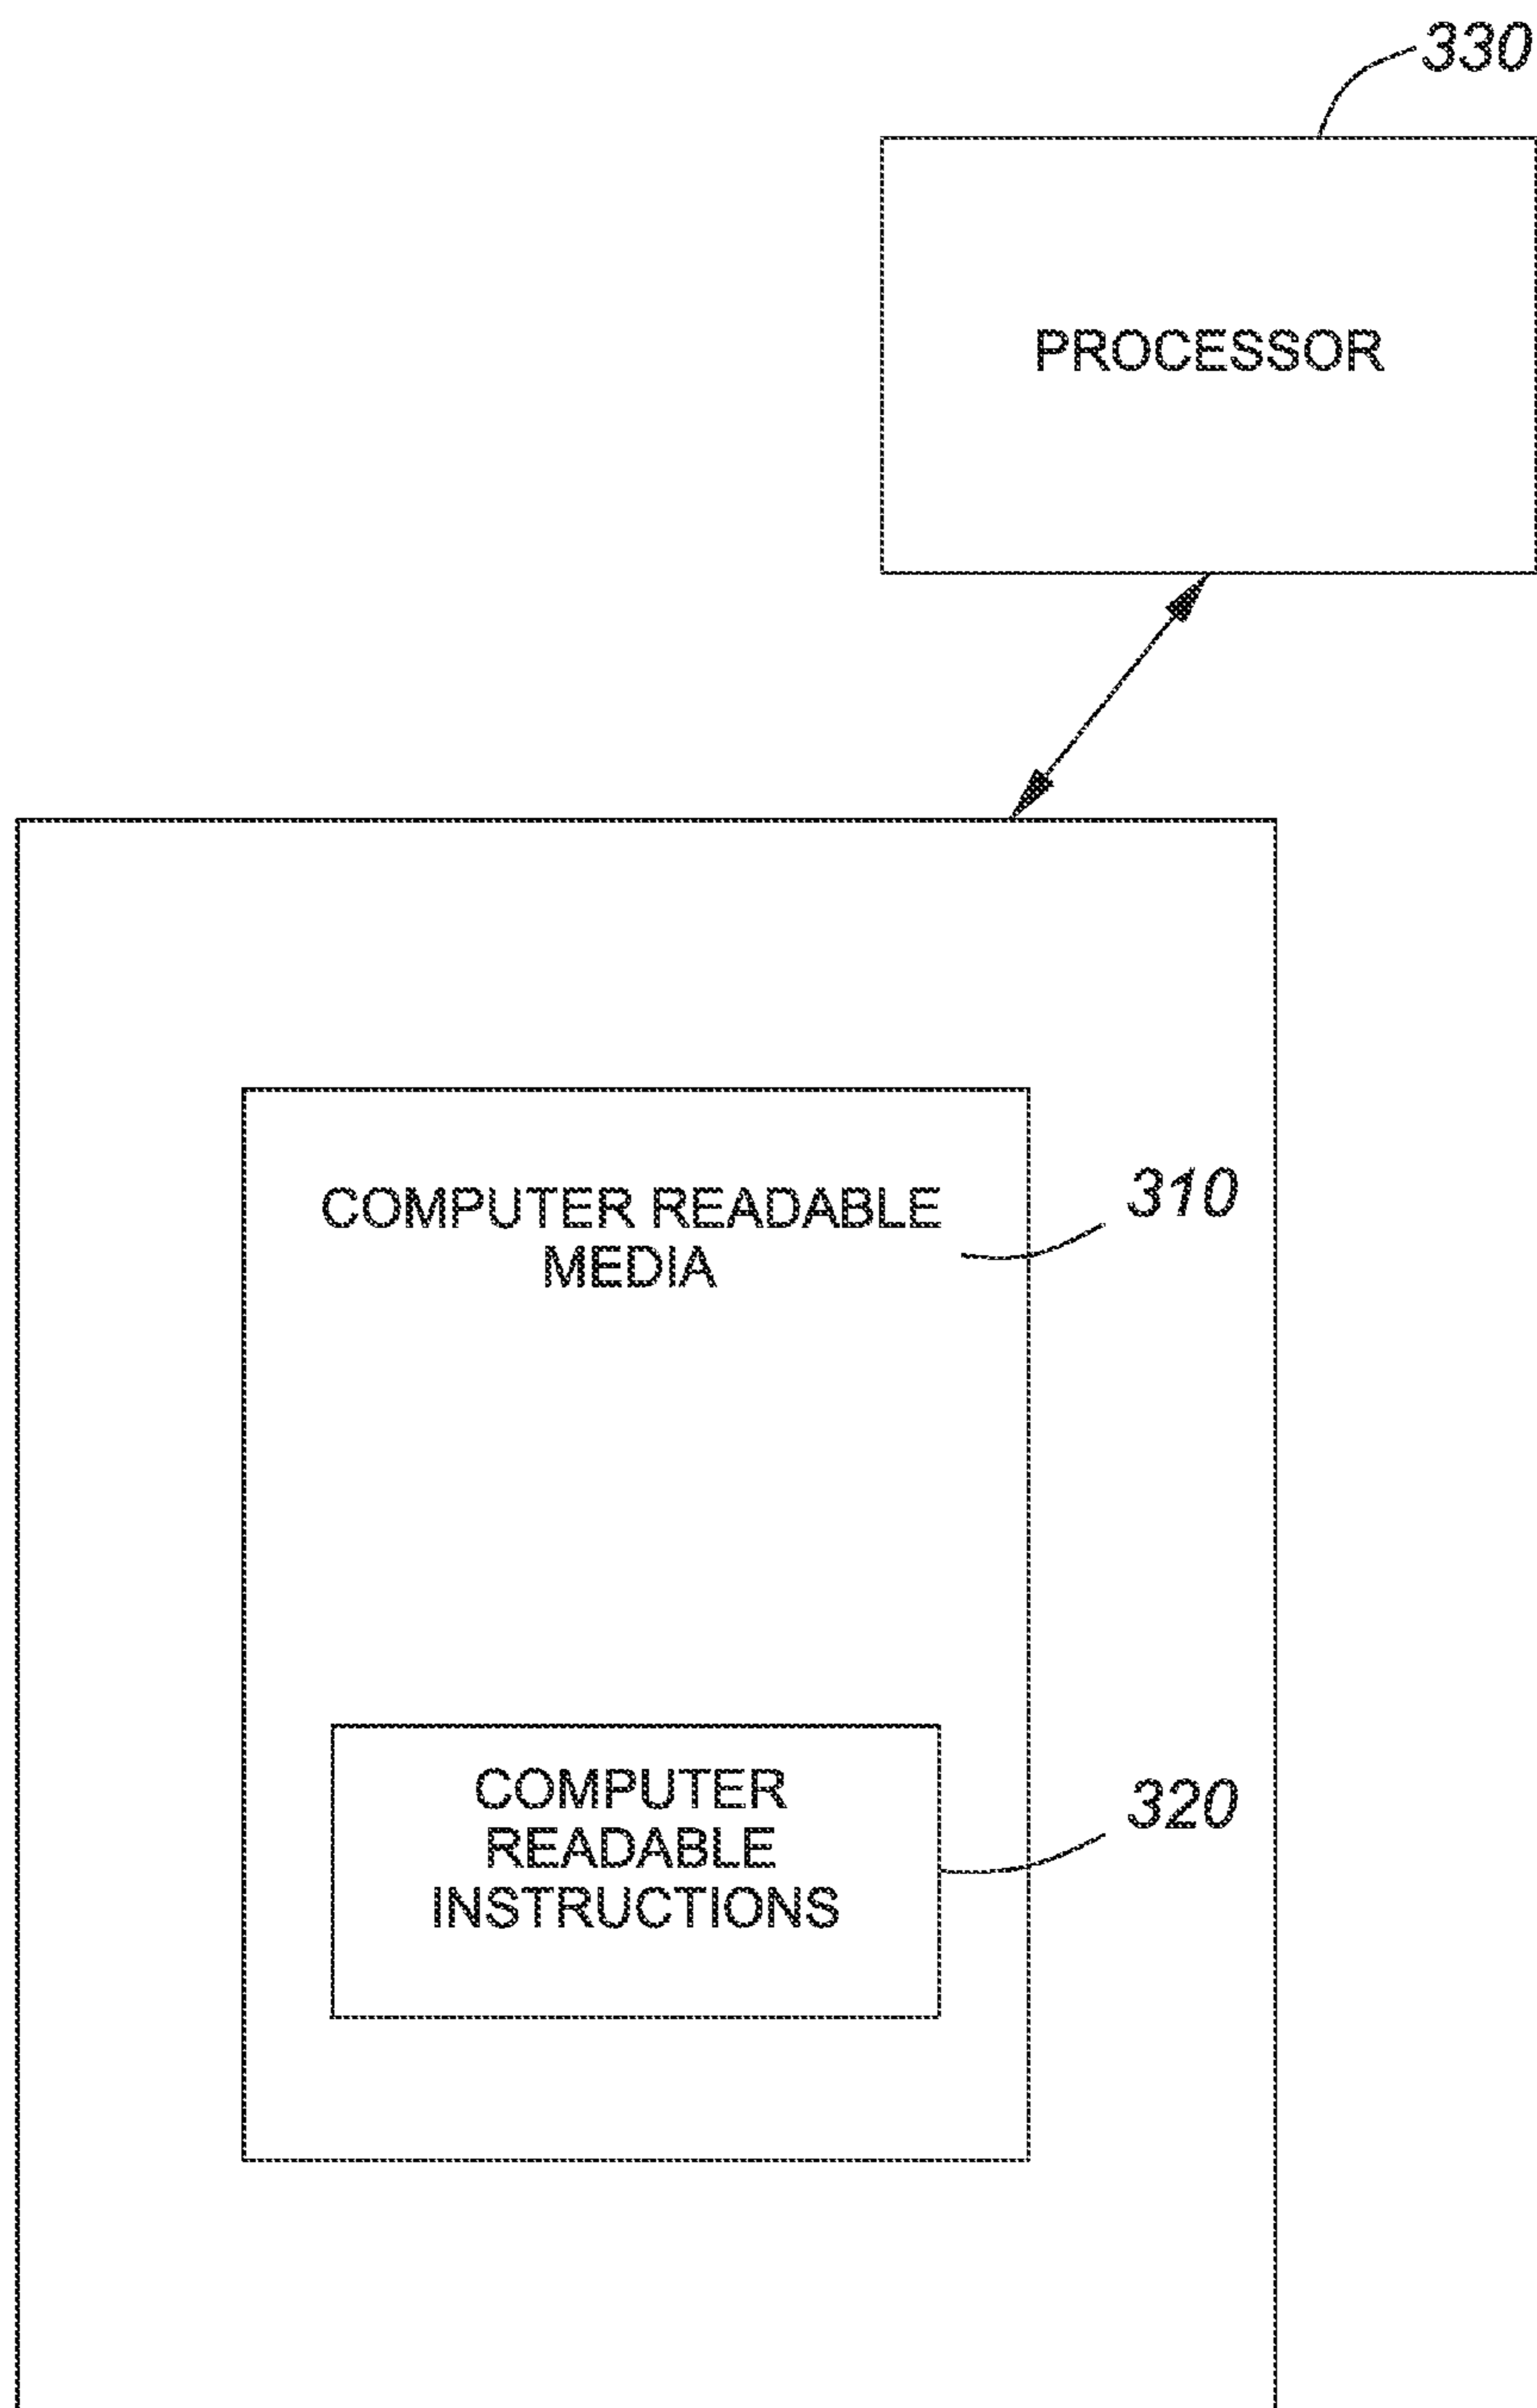 330
PROCESSOR
COMPUTER READABLE
MEDIA
310
COMPUTER
READABLE
INSTRUCTIONS
320